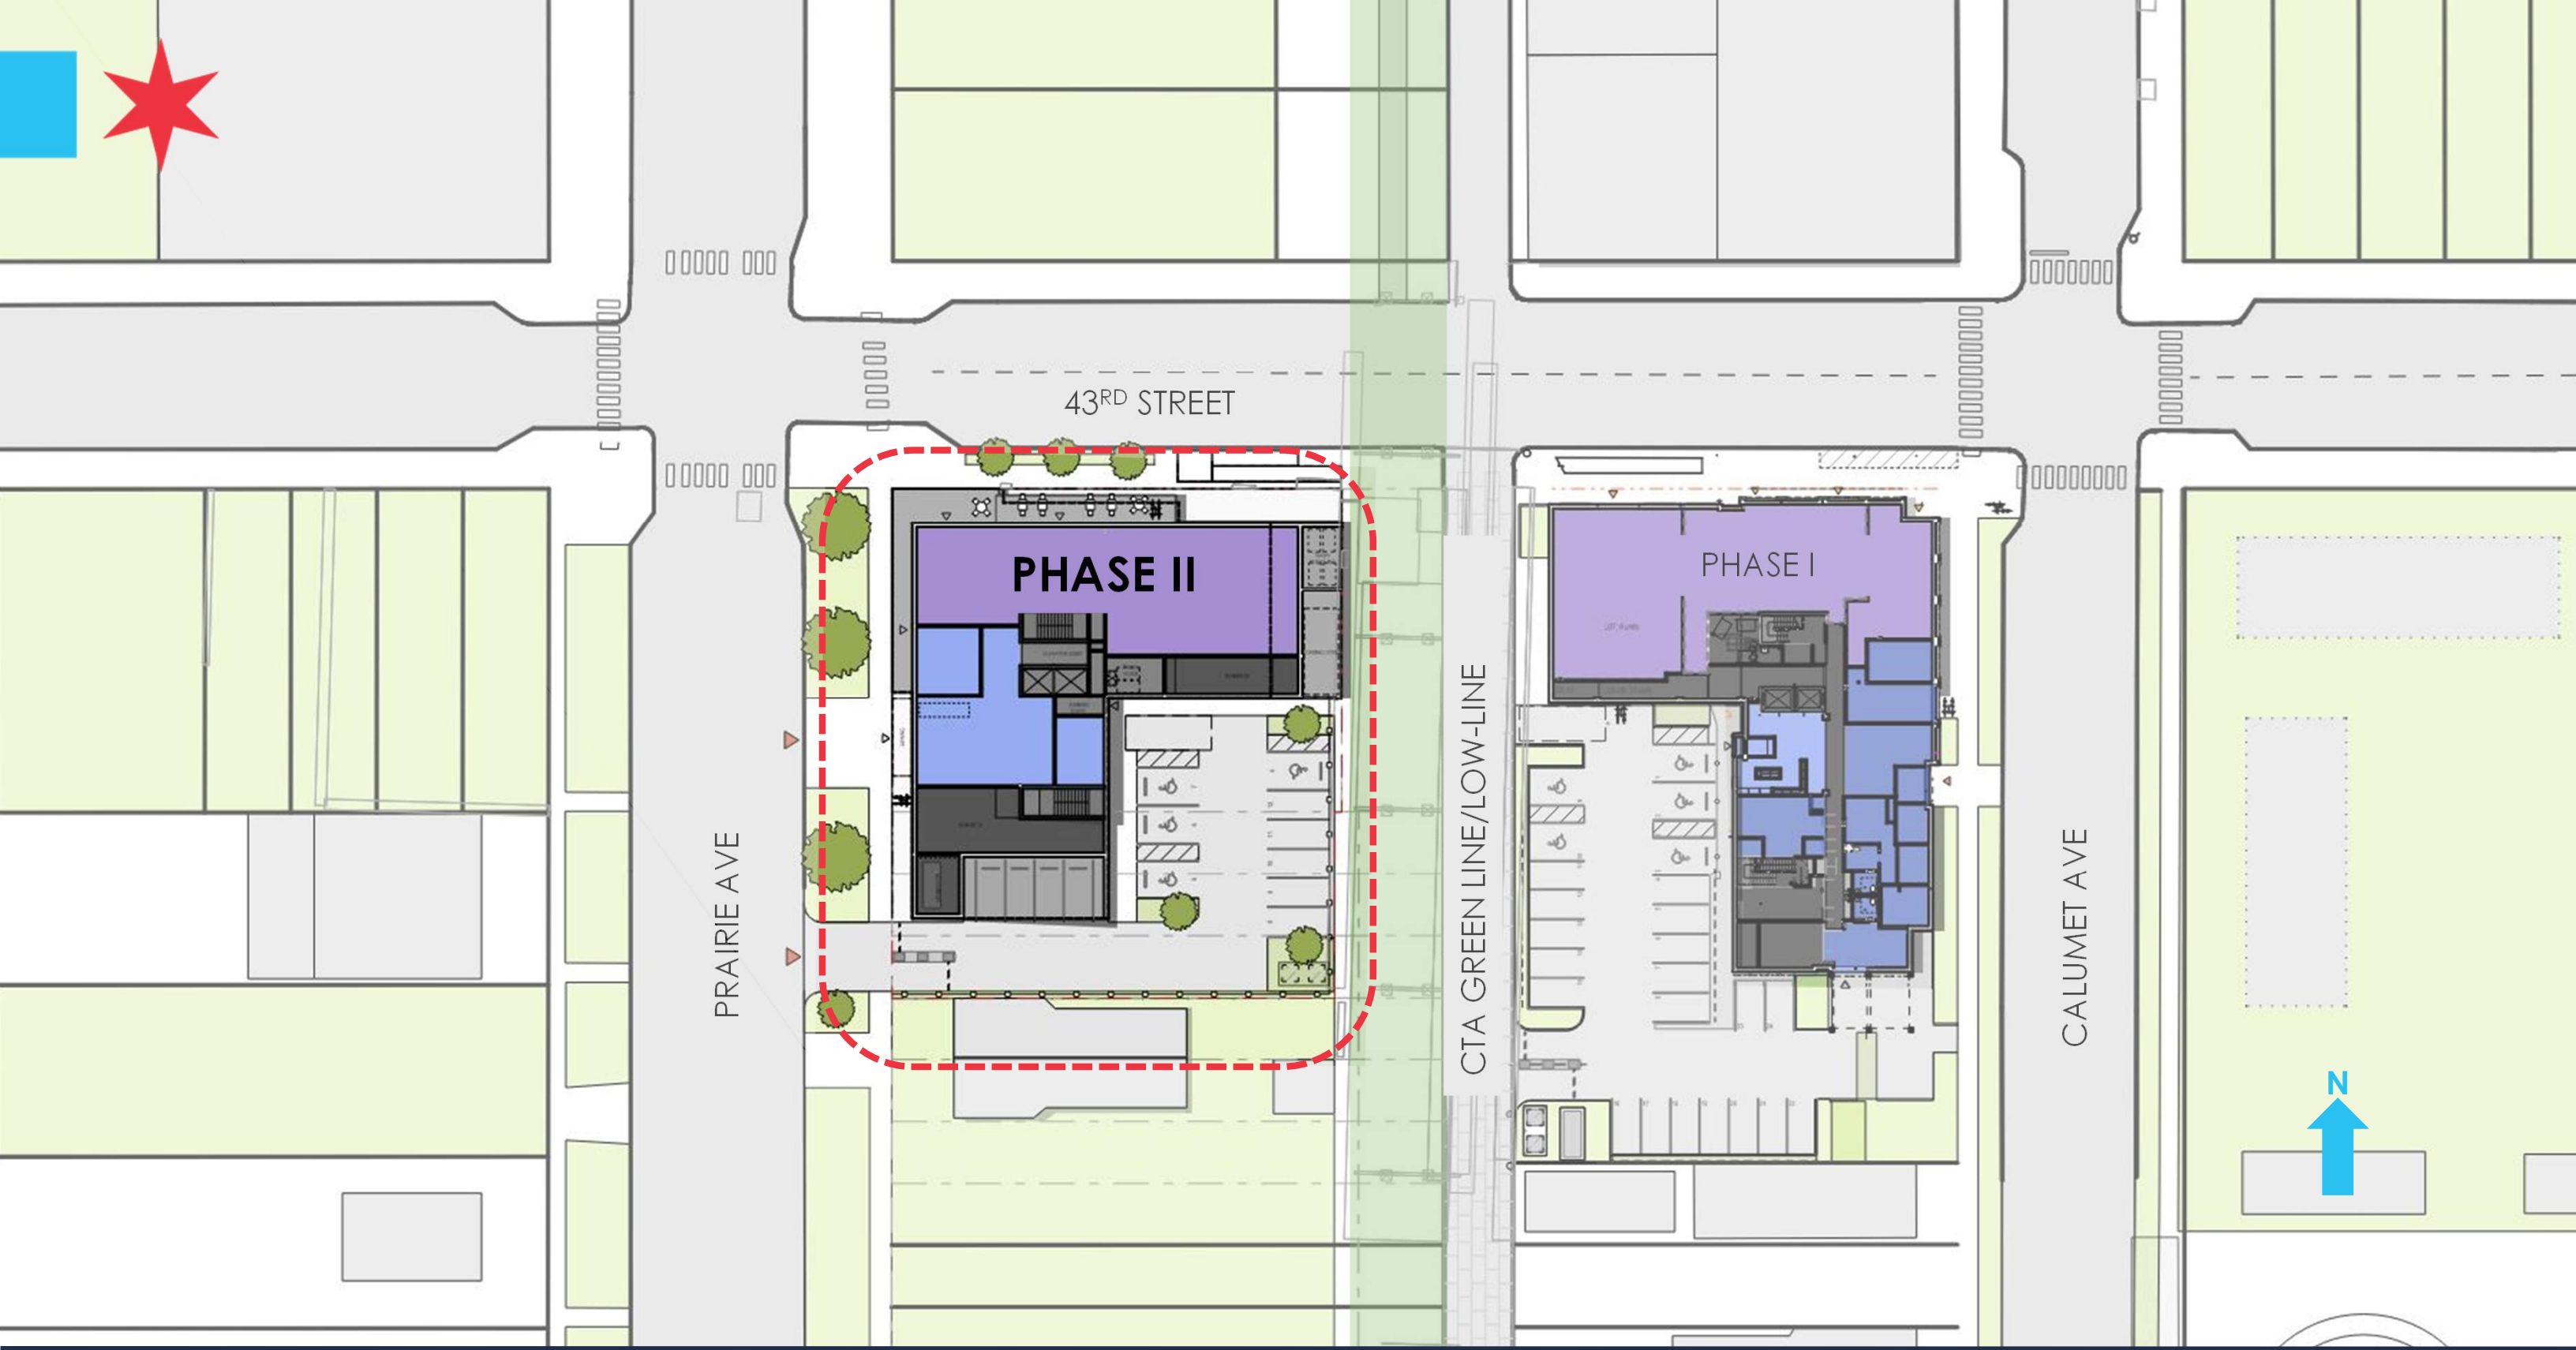 43RD STREET
PHASE II
PHASE I
CTA GREEN LINE/LOW-LINE
PRAIRIE AVE
CALUMET AVE
N